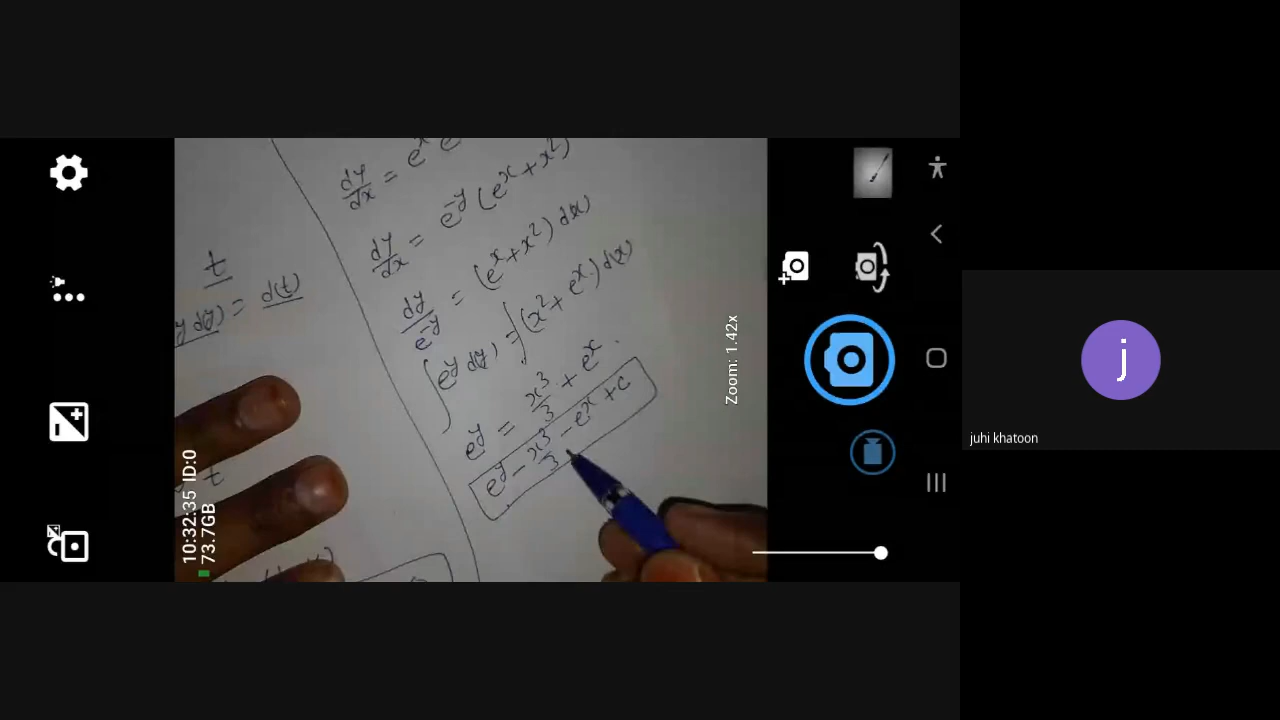 t
y dy) = d(t)
t
dy/dx = e^x e
dy/dx = e^-y (e^x + x^2)
dy/e^-y = (e^x + x^2) dx
∫ e^y dy) = ∫(x^2 + e^x) dx)
e^y = x^3/3 + e^x
e^y - x^3/3 - e^x + c
10:32:35 ID:0
73.7GB
Zoom: 1.42x
j
juhi khatoon